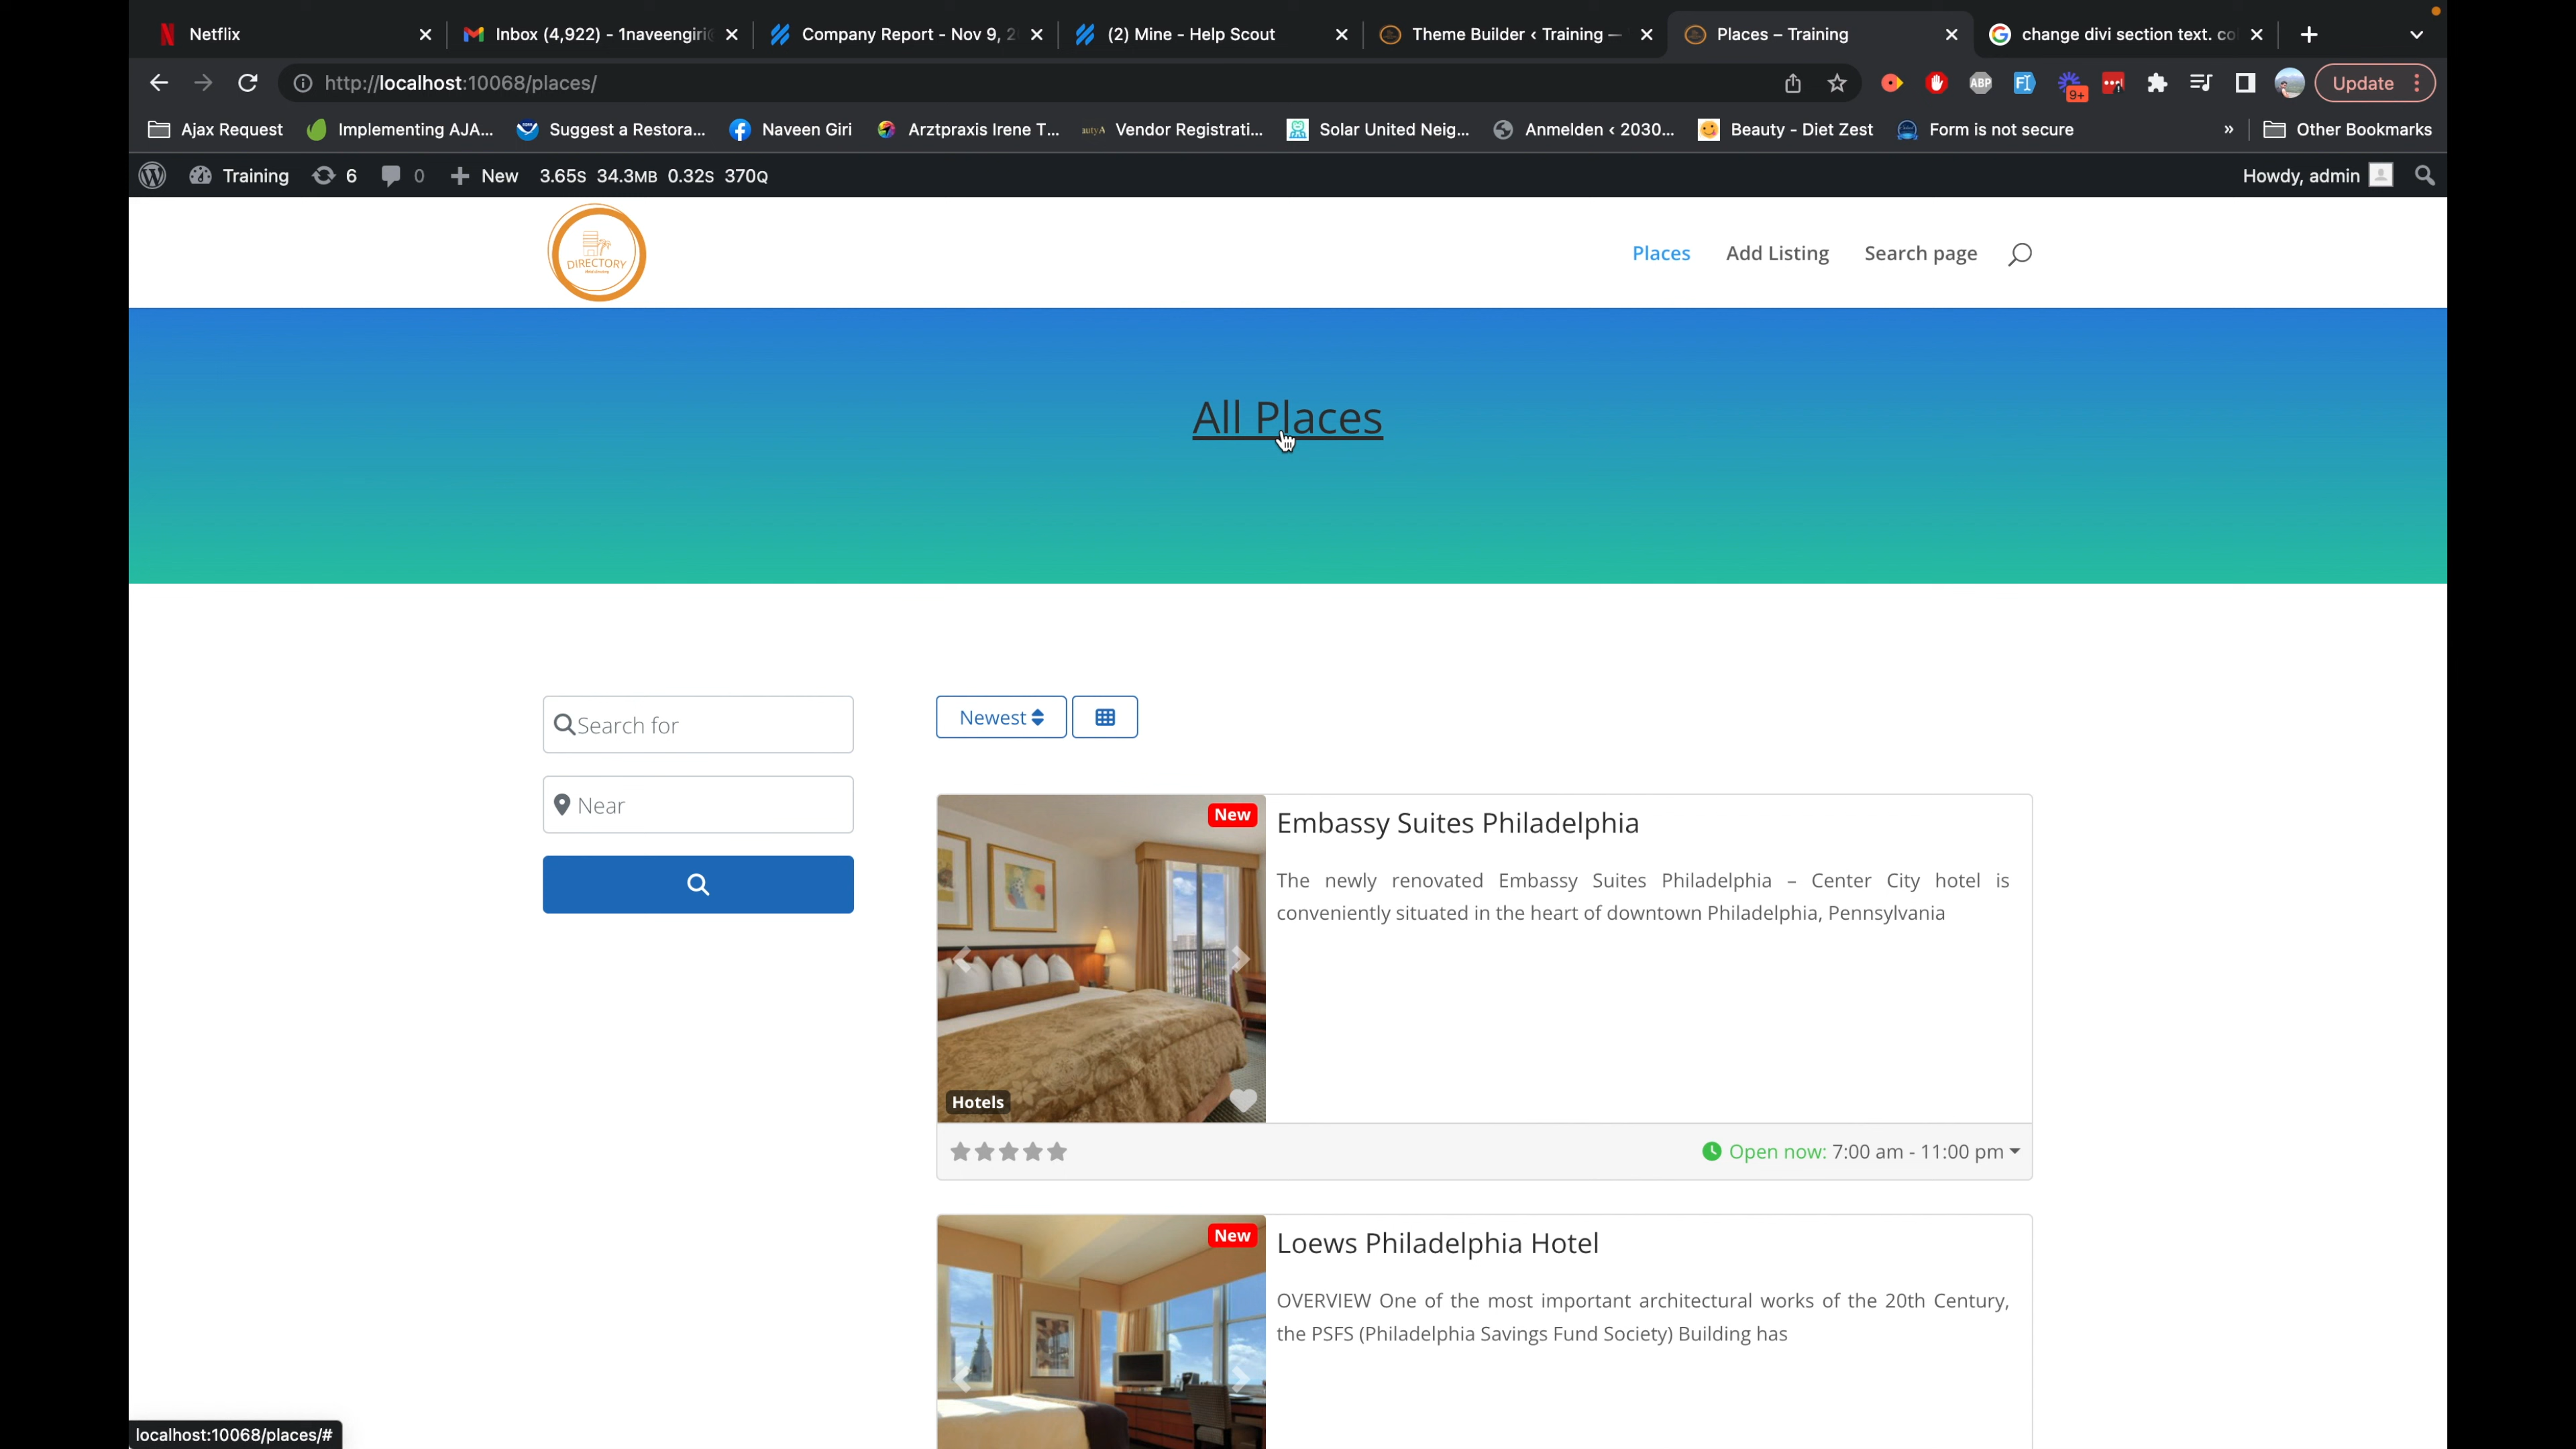 Netflix
Inbox (4,922) - 1naveengiri
Company Report - Nov 9, 2
(2) Mine - Help Scout
Theme Builder ‹ Training —
Places – Training
change divi section text. co
http://localhost:10068/places/
ABP
9+
Update
Ajax Request
Implementing AJA...
Suggest a Restora...
Naveen Giri
Arztpraxis Irene T...
Vendor Registrati...
Solar United Neig...
Anmelden ‹ 2030...
Beauty - Diet Zest
Form is not secure
»
Other Bookmarks
Training
6
0
New
3.65S 34.3MB 0.32S 370Q
Howdy, admin
DIRECTORY
Places
Add Listing
Search page
All Places
Search for
Near
Newest
New
Embassy Suites Philadelphia
The newly renovated Embassy Suites Philadelphia – Center City hotel is
conveniently situated in the heart of downtown Philadelphia, Pennsylvania
Hotels
Open now: 7:00 am - 11:00 pm
New
Loews Philadelphia Hotel
OVERVIEW One of the most important architectural works of the 20th Century,
the PSFS (Philadelphia Savings Fund Society) Building has
localhost:10068/places/#